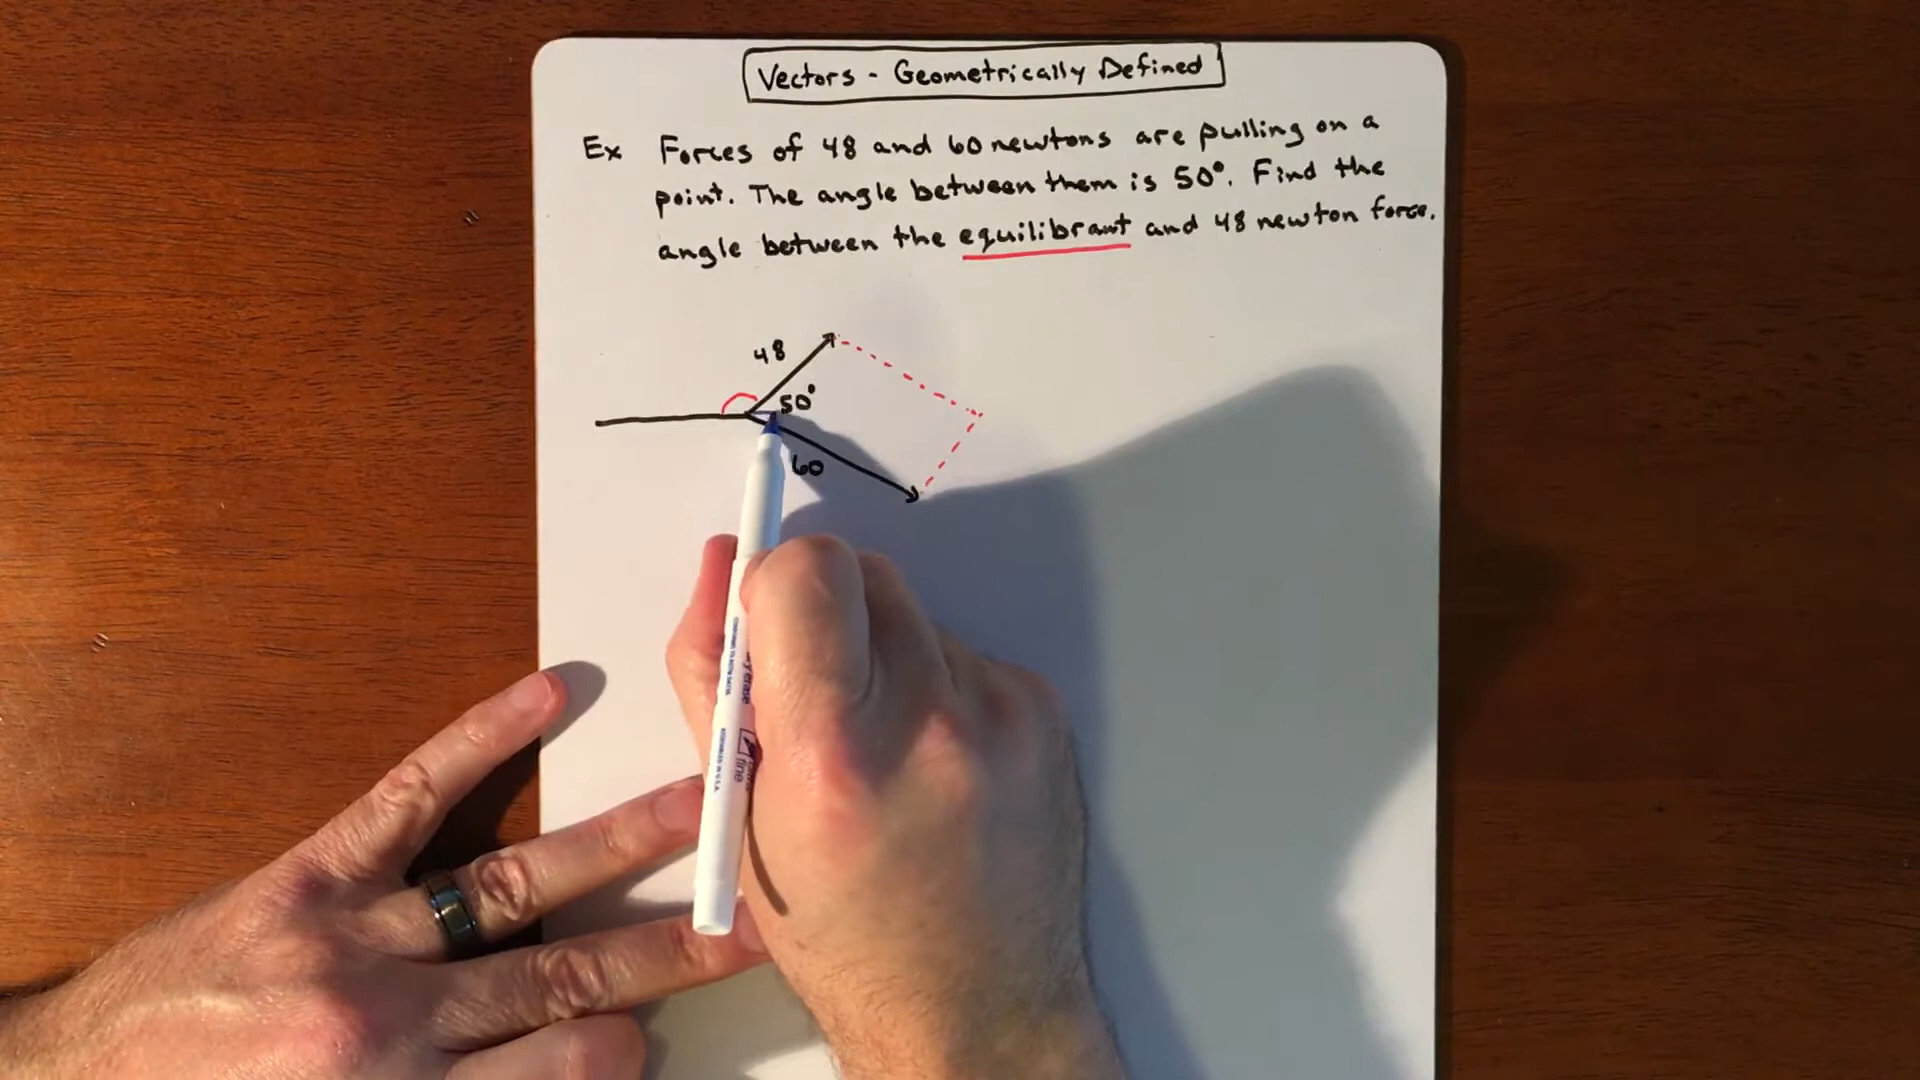 Vectors - Geometrically Defined
Ex Forces of 48 and 60 newtons are pulling on a
point. The angle between them is 50°. Find the
angle between the equilibrant and 48 newton force.
48
50°
60
fine